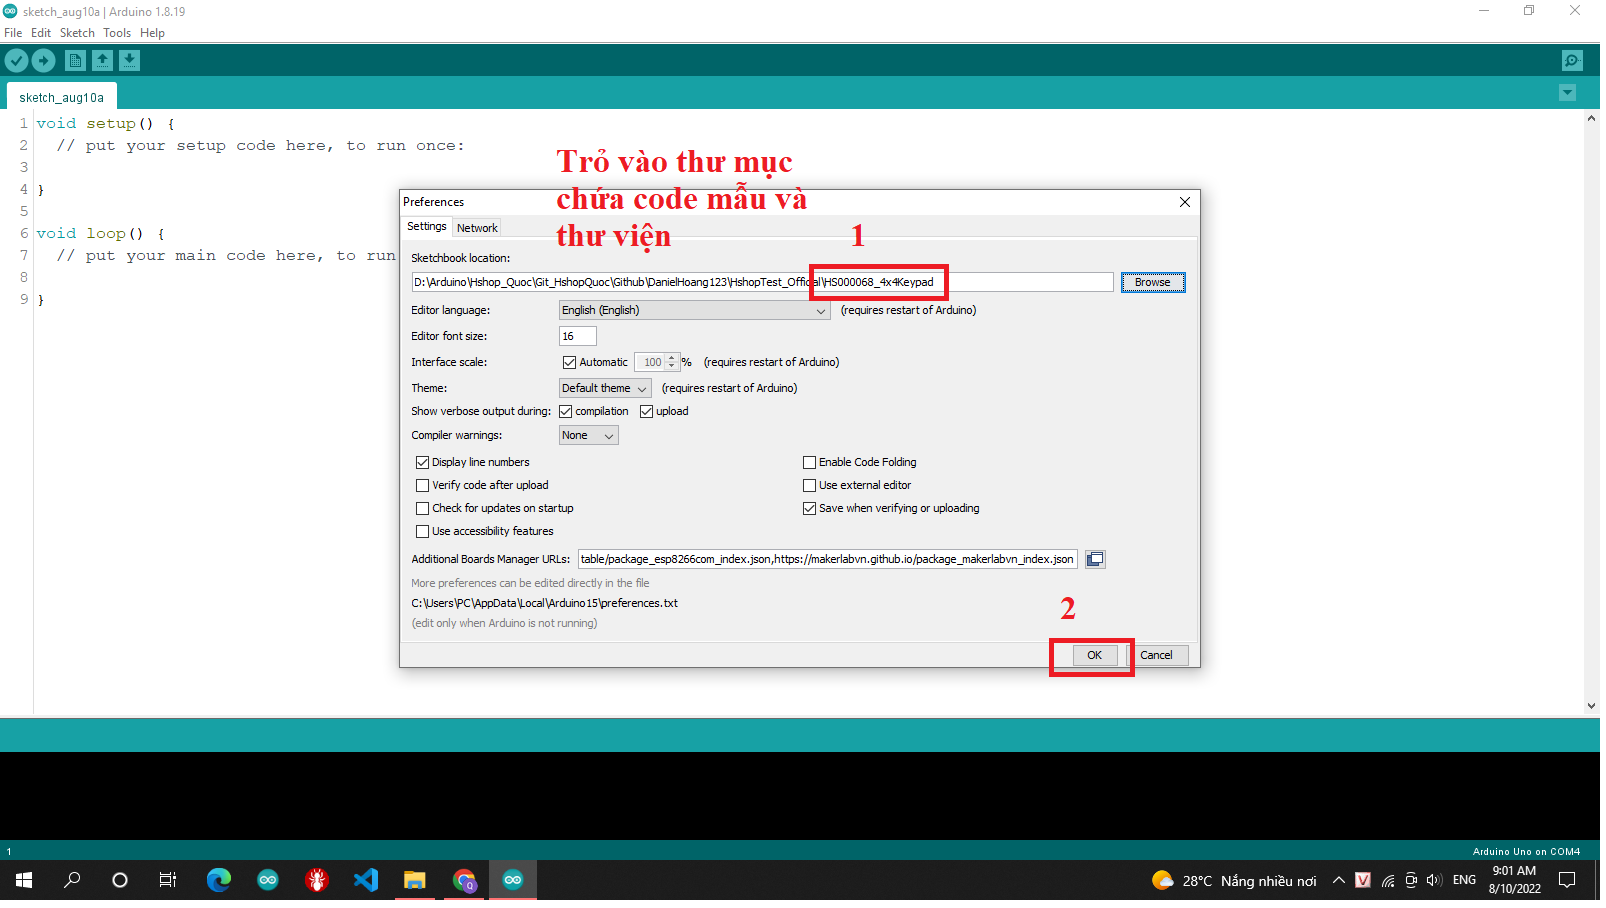 sketch_aug10a | Arduino 1.8.19
File Edit Sketch Tools Help
sketch_aug10a
1 void setup() {
2 // put your setup code here, to run once:
3
4 }
5
6 void loop() {
7 // put your main code here, to run
8
9 }
Trỏ vào thư mục
chứa code mẫu và
thư viện
1
Preferences
Settings Network
Sketchbook location:
D:\Arduino\Hshop_Quoc\Git_HshopQuoc\Github\DanielHoang123\HshopTest_Official\HS000068_4x4Keypad Browse
Editor language: English (English) (requires restart of Arduino)
Editor font size: 16
Interface scale: Automatic 100 % (requires restart of Arduino)
Theme: Default theme (requires restart of Arduino)
Show verbose output during: compilation upload
Compiler warnings: None
Display line numbers Enable Code Folding
Verify code after upload Use external editor
Check for updates on startup Save when verifying or uploading
Use accessibility features
Additional Boards Manager URLs: table/package_esp8266com_index.json,https://makerlabvn.github.io/package_makerlabvn_index.json
More preferences can be edited directly in the file
C:\Users\PC\AppData\Local\Arduino15\preferences.txt
(edit only when Arduino is not running)
2
OK Cancel
1 Arduino Uno on COM4
28°C Nắng nhiều nơi ENG 9:01 AM
8/10/2022